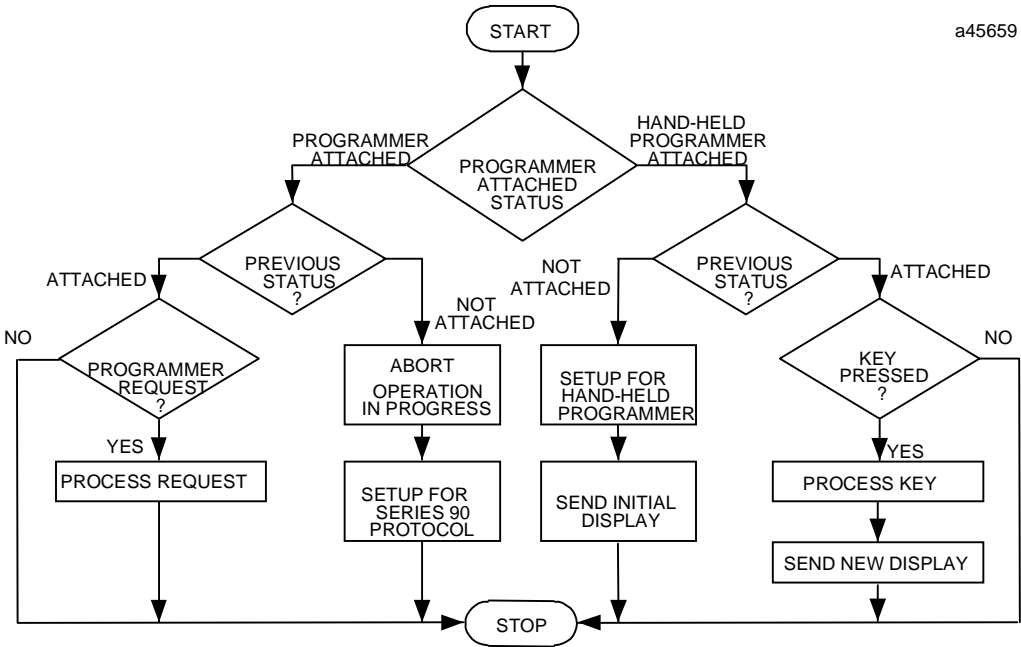 START
a45659
PROGRAMMER
ATTACHED
HAND-HELD
PROGRAMMER
ATTACHED
PROGRAMMER
ATTACHED
STATUS
PREVIOUS
STATUS
?
PREVIOUS
STATUS
?
ATTACHED
NOT
ATTACHED
NOT
ATTACHED
ATTACHED
NO
PROGRAMMER
REQUEST
?
ABORT
OPERATION
IN PROGRESS
SETUP FOR
HAND-HELD
PROGRAMMER
KEY
PRESSED
?
NO
YES
YES
PROCESS REQUEST
SETUP FOR
SERIES 90
PROTOCOL
SEND INITIAL
DISPLAY
PROCESS KEY
SEND NEW DISPLAY
STOP